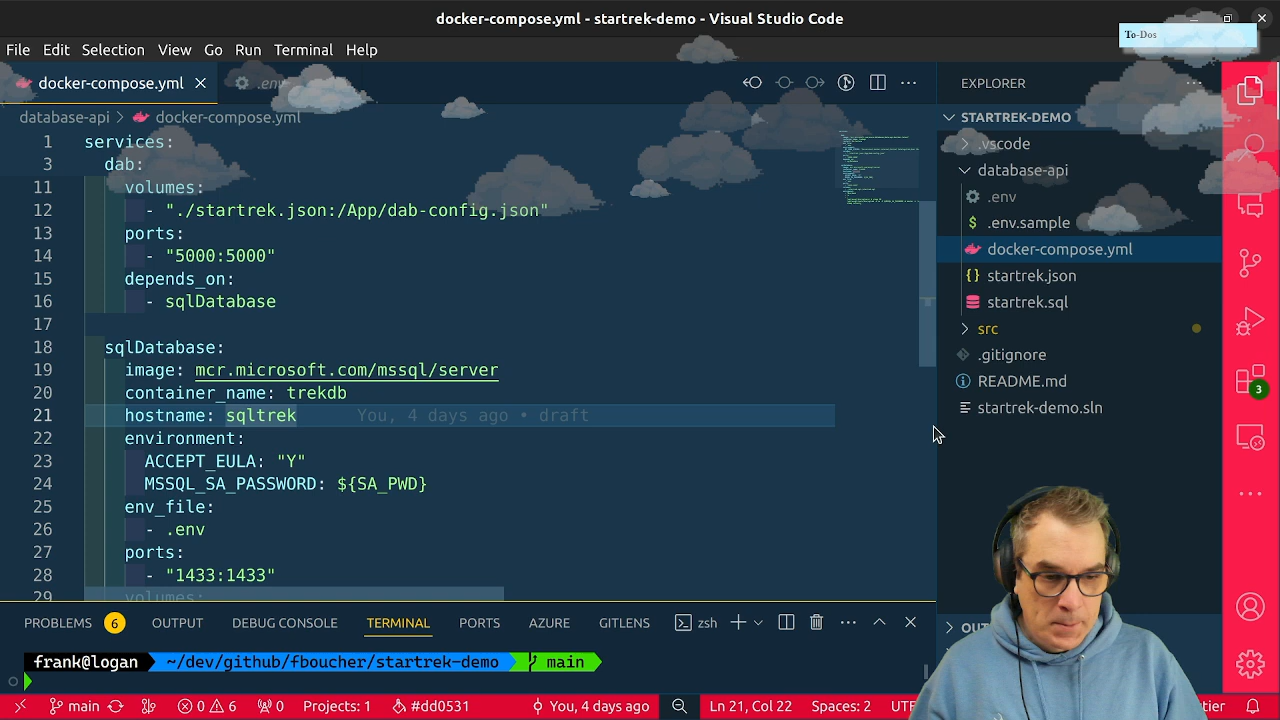 docker-compose.yml - startrek-demo - Visual Studio Code
To-Dos
File Edit Selection View Go Run Terminal Help
docker-compose.yml .env
EXPLORER
database-api > docker-compose.yml
STARTREK-DEMO
1 services:
3 dab:
11 volumes:
12 - "./startrek.json:/App/dab-config.json"
13 ports:
14 - "5000:5000"
15 depends_on:
16 - sqlDatabase
17
18 sqlDatabase:
19 image: mcr.microsoft.com/mssql/server
20 container_name: trekdb
21 hostname: sqltrek You, 4 days ago • draft
22 environment:
23 ACCEPT_EULA: "Y"
24 MSSQL_SA_PASSWORD: ${SA_PWD}
25 env_file:
26 - .env
27 ports:
28 - "1433:1433"
29 volumes:
.vscode
database-api
.env
$ .env.sample
docker-compose.yml
{} startrek.json
startrek.sql
src
.gitignore
README.md
startrek-demo.sln
3
PROBLEMS 6 OUTPUT DEBUG CONSOLE TERMINAL PORTS AZURE GITLENS zsh
frank@logan ~/dev/github/fboucher/startrek-demo main
main 0 6 0 Projects: 1 #dd0531 You, 4 days ago Ln 21, Col 22 Spaces: 2